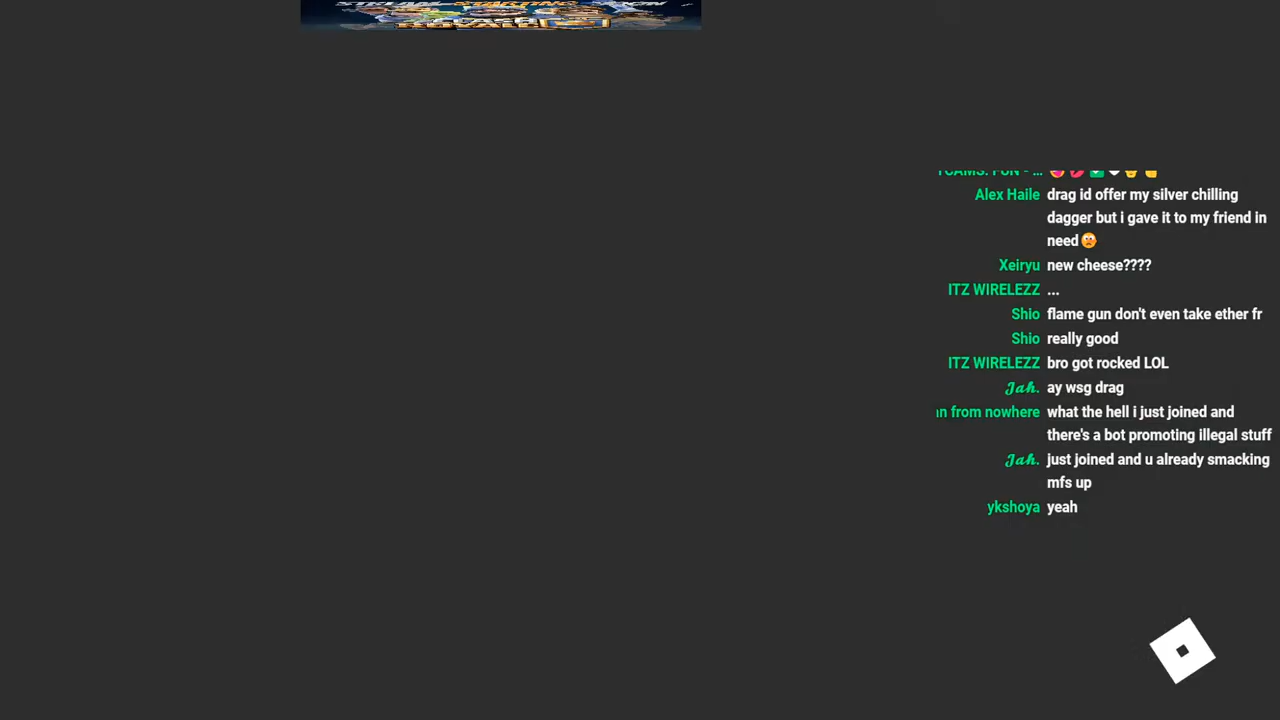 STREAM STARTING SOON
Alex Haile drag id offer my silver chilling
dagger but i gave it to my friend in
need
Xeiryu new cheese????
ITZ WIRELEZZ ...
Shio flame gun don't even take ether fr
Shio really good
ITZ WIRELEZZ bro got rocked LOL
Jah. ay wsg drag
from nowhere what the hell i just joined and
there's a bot promoting illegal stuff
Jah. just joined and u already smacking
mfs up
ykshoya yeah